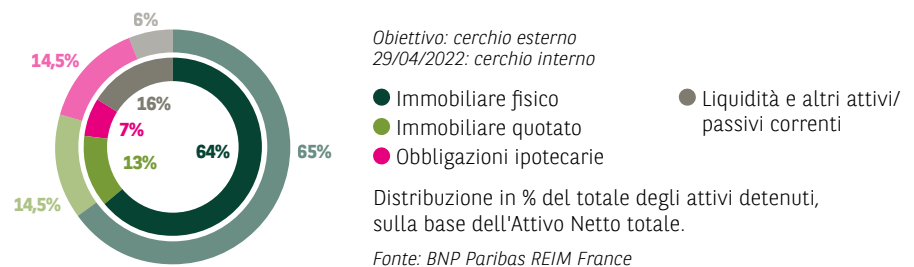 6%
14,5%
16%
7%
13%
64%
65%
14,5%
Obiettivo: cerchio esterno
29/04/2022: cerchio interno
Immobiliare fisico
Immobiliare quotato
Obbligazioni ipotecarie
Liquidità e altri attivi/
passivi correnti
Distribuzione in % del totale degli attivi detenuti,
sulla base dell'Attivo Netto totale.
Fonte: BNP Paribas REIM France